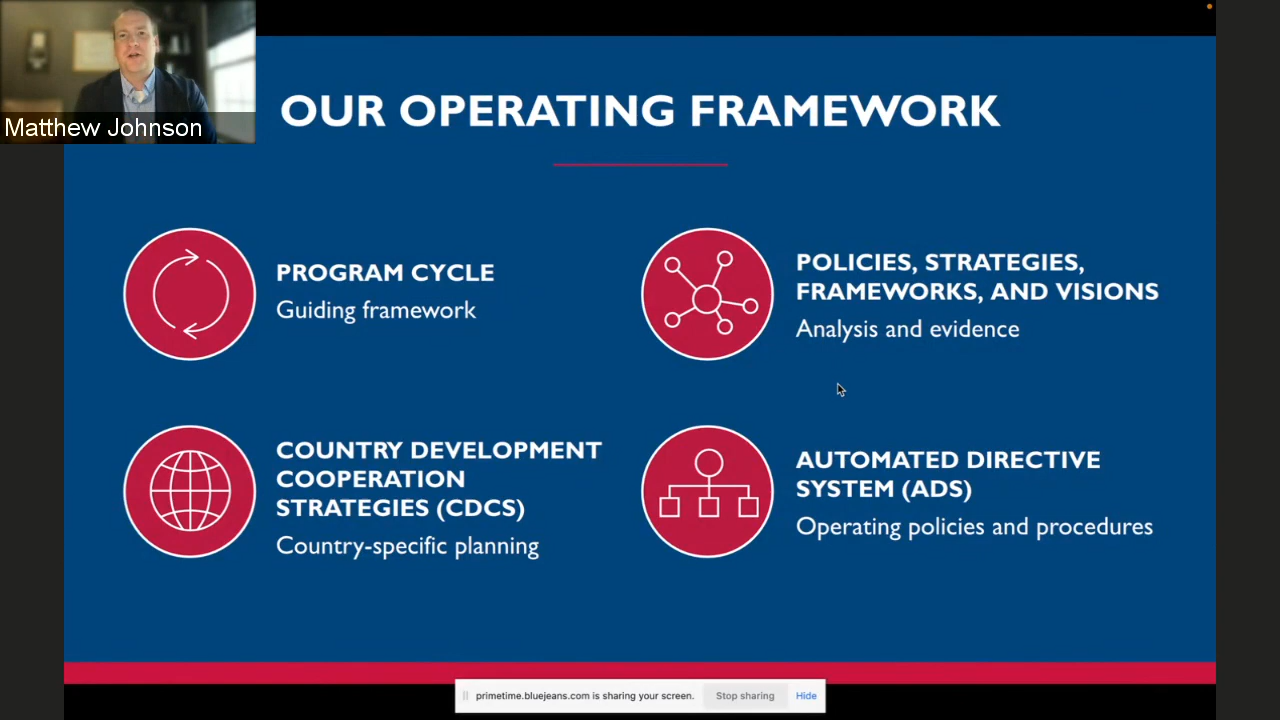 Matthew Johnson
OUR OPERATING FRAMEWORK
PROGRAM CYCLE
Guiding framework
POLICIES, STRATEGIES,
FRAMEWORKS, AND VISIONS
Analysis and evidence
COUNTRY DEVELOPMENT
COOPERATION
STRATEGIES (CDCS)
Country-specific planning
AUTOMATED DIRECTIVE
SYSTEM (ADS)
Operating policies and procedures
primetime.bluejeans.com is sharing your screen. Stop sharing Hide